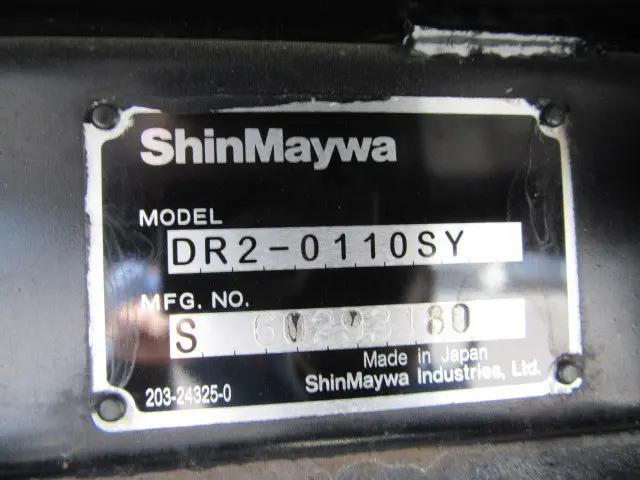 ShinMaywa
MODEL
DR2-0110SY
MFG. NO.
S
Made in Japan
203-24325-0
ShinMaywa Industries, Ltd.